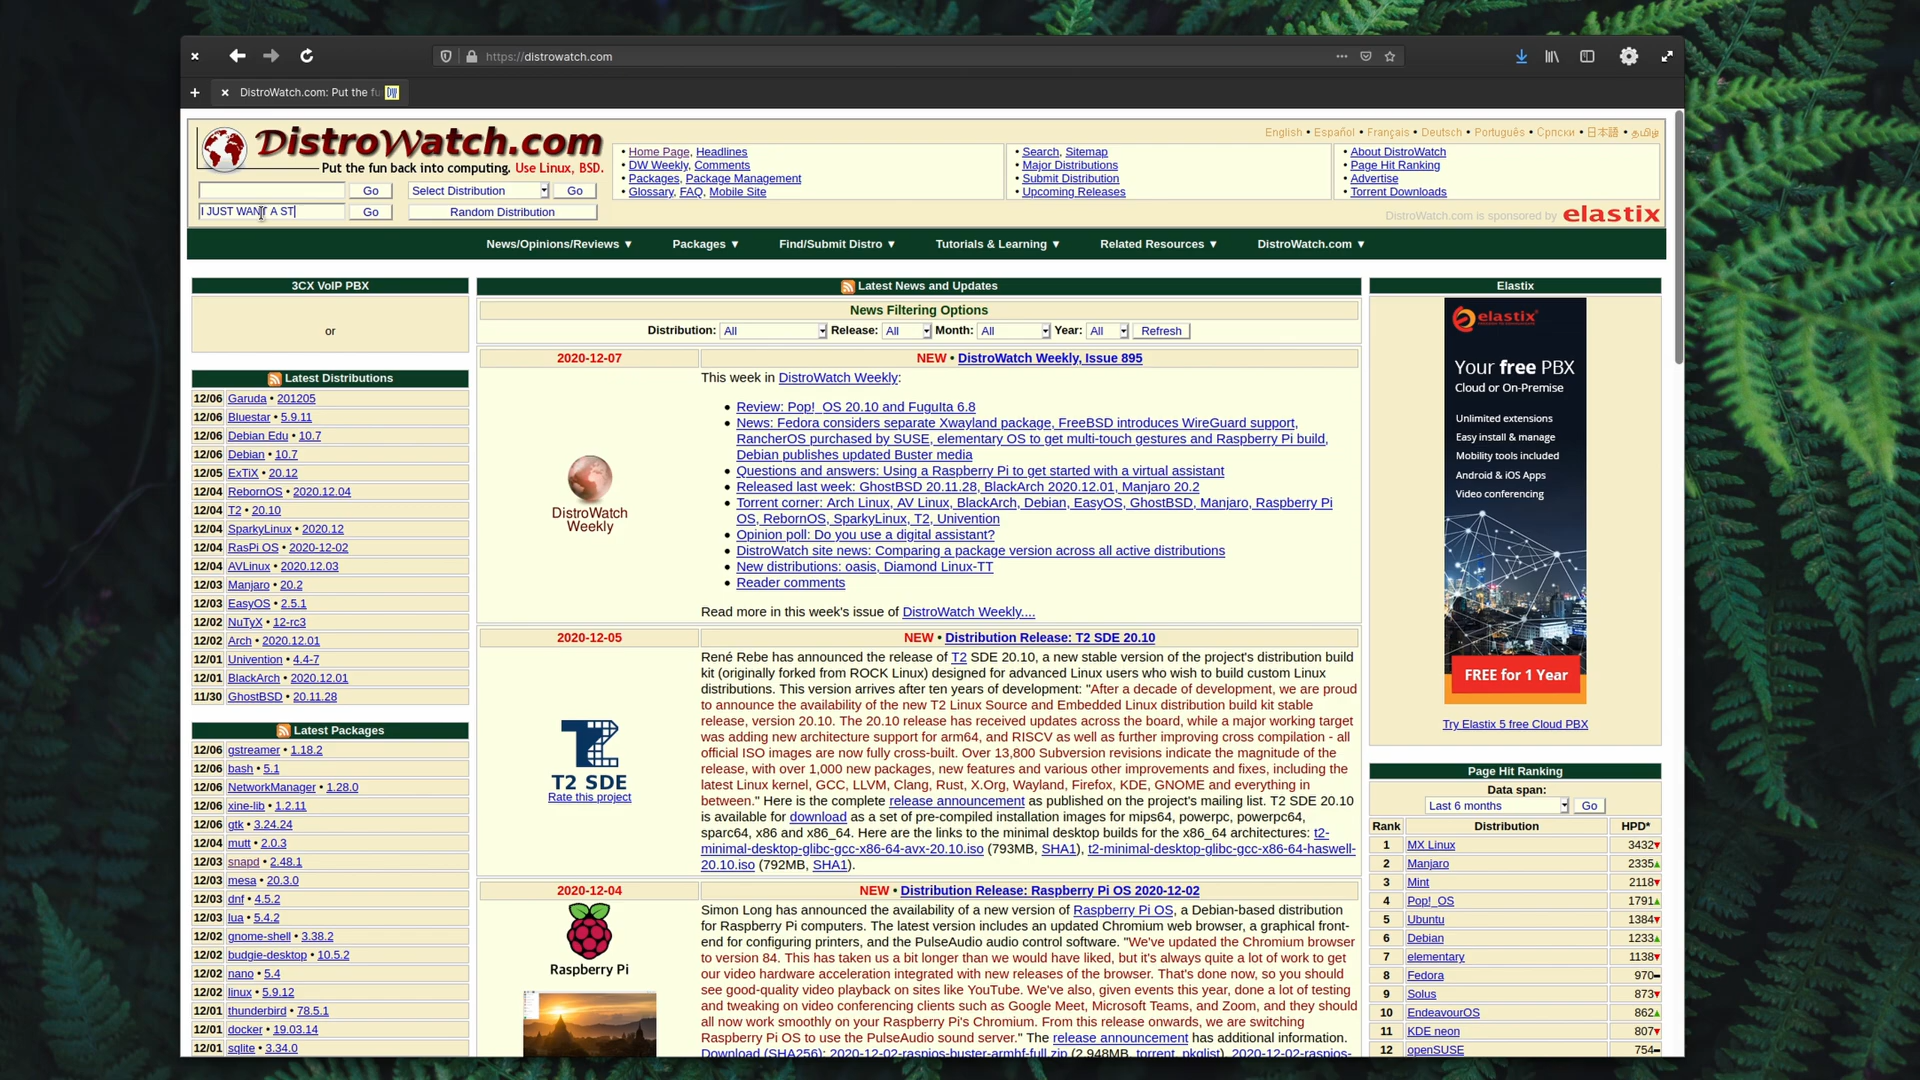 https://distrowatch.com
DistroWatch.com: Put the fu
DistroWatch.com
Put the fun back into computing. Use Linux, BSD.
Go
Select Distribution
Go
I JUST WANT A ST
Go
Random Distribution
English • Español • Français • Deutsch • Português • Српски • 日本語 • தமிழ்
• Home Page, Headlines
• DW Weekly, Comments
• Packages, Package Management
• Glossary, FAQ, Mobile Site
• Search, Sitemap
• Major Distributions
• Submit Distribution
• Upcoming Releases
• About DistroWatch
• Page Hit Ranking
• Advertise
• Torrent Downloads
DistroWatch.com is sponsored by elastix
News/Opinions/Reviews ▼ Packages ▼ Find/Submit Distro ▼ Tutorials & Learning ▼ Related Resources ▼ DistroWatch.com ▼
3CX VoIP PBX
or
Latest Distributions
12/06 Garuda • 201205
12/06 Bluestar • 5.9.11
12/06 Debian Edu • 10.7
12/06 Debian • 10.7
12/05 ExTiX • 20.12
12/04 RebornOS • 2020.12.04
12/04 T2 • 20.10
12/04 SparkyLinux • 2020.12
12/04 RasPi OS • 2020-12-02
12/04 AVLinux • 2020.12.03
12/03 Manjaro • 20.2
12/03 EasyOS • 2.5.1
12/02 NuTyX • 12-rc3
12/02 Arch • 2020.12.01
12/01 Univention • 4.4-7
12/01 BlackArch • 2020.12.01
11/30 GhostBSD • 20.11.28
Latest Packages
12/06 gstreamer • 1.18.2
12/06 bash • 5.1
12/06 NetworkManager • 1.28.0
12/06 xine-lib • 1.2.11
12/06 gtk • 3.24.24
12/04 mutt • 2.0.3
12/03 snapd • 2.48.1
12/03 mesa • 20.3.0
12/03 dnf • 4.5.2
12/03 lua • 5.4.2
12/02 gnome-shell • 3.38.2
12/02 budgie-desktop • 10.5.2
12/02 nano • 5.4
12/02 linux • 5.9.12
12/01 thunderbird • 78.5.1
12/01 docker • 19.03.14
12/01 sqlite • 3.34.0
Latest News and Updates
News Filtering Options
Distribution: All Release: All Month: All Year: All Refresh
2020-12-07
NEW • DistroWatch Weekly, Issue 895
DistroWatch
Weekly
This week in DistroWatch Weekly:
• Review: Pop!_OS 20.10 and FuguIta 6.8
• News: Fedora considers separate Xwayland package, FreeBSD introduces WireGuard support,
RancherOS purchased by SUSE, elementary OS to get multi-touch gestures and Raspberry Pi build,
Debian publishes updated Buster media
• Questions and answers: Using a Raspberry Pi to get started with a virtual assistant
• Released last week: GhostBSD 20.11.28, BlackArch 2020.12.01, Manjaro 20.2
• Torrent corner: Arch Linux, AV Linux, BlackArch, Debian, EasyOS, GhostBSD, Manjaro, Raspberry Pi
OS, RebornOS, SparkyLinux, T2, Univention
• Opinion poll: Do you use a digital assistant?
• DistroWatch site news: Comparing a package version across all active distributions
• New distributions: oasis, Diamond Linux-TT
• Reader comments
Read more in this week's issue of DistroWatch Weekly....
2020-12-05
NEW • Distribution Release: T2 SDE 20.10
T2 SDE
Rate this project
René Rebe has announced the release of T2 SDE 20.10, a new stable version of the project's distribution build
kit (originally forked from ROCK Linux) designed for advanced Linux users who wish to build custom Linux
distributions. This version arrives after ten years of development: "After a decade of development, we are proud
to announce the availability of the new T2 Linux Source and Embedded Linux distribution build kit stable
release, version 20.10. The 20.10 release has received updates across the board, while a major working target
was adding new architecture support for arm64, and RISCV as well as further improving cross compilation - all
official ISO images are now fully cross-built. Over 13,800 Subversion revisions indicate the magnitude of the
release, with over 1,000 new packages, new features and various other improvements and fixes, including the
latest Linux kernel, GCC, LLVM, Clang, Rust, X.Org, Wayland, Firefox, KDE, GNOME and everything in
between." Here is the complete release announcement as published on the project's mailing list. T2 SDE 20.10
is available for download as a set of pre-compiled installation images for mips64, powerpc, powerpc64,
sparc64, x86 and x86_64. Here are the links to the minimal desktop builds for the x86_64 architectures: t2-
minimal-desktop-glibc-gcc-x86-64-avx-20.10.iso (793MB, SHA1), t2-minimal-desktop-glibc-gcc-x86-64-haswell-
20.10.iso (792MB, SHA1).
2020-12-04
NEW • Distribution Release: Raspberry Pi OS 2020-12-02
Raspberry Pi
Simon Long has announced the availability of a new version of Raspberry Pi OS, a Debian-based distribution
for Raspberry Pi computers. The latest version includes an updated Chromium web browser, a graphical front-
end for configuring printers, and the PulseAudio audio control software. "We've updated the Chromium browser
to version 84. This has taken us a bit longer than we would have liked, but it's always quite a lot of work to get
our video hardware acceleration integrated with new releases of the browser. That's done now, so you should
see good-quality video playback on sites like YouTube. We've also, given events this year, done a lot of testing
and tweaking on video conferencing clients such as Google Meet, Microsoft Teams, and Zoom, and they should
all now work smoothly on your Raspberry Pi's Chromium. From this release onwards, we are switching
Raspberry Pi OS to use the PulseAudio sound server." The release announcement has additional information.
Download (SHA256): 2020-12-02-raspios-buster-armhf-full.zip (2,948MB, torrent, pkglist), 2020-12-02-raspios-
Elastix
elastix
Your free PBX
Cloud or On-Premise
Unlimited extensions
Easy install & manage
Mobility tools included
Android & iOS Apps
Video conferencing
FREE for 1 Year
Try Elastix 5 free Cloud PBX
Page Hit Ranking
Data span:
Last 6 months Go
Rank Distribution HPD*
1 MX Linux 3432
2 Manjaro 2335
3 Mint 2118
4 Pop!_OS 1791
5 Ubuntu 1384
6 Debian 1233
7 elementary 1138
8 Fedora 970
9 Solus 873
10 EndeavourOS 862
11 KDE neon 807
12 openSUSE 754